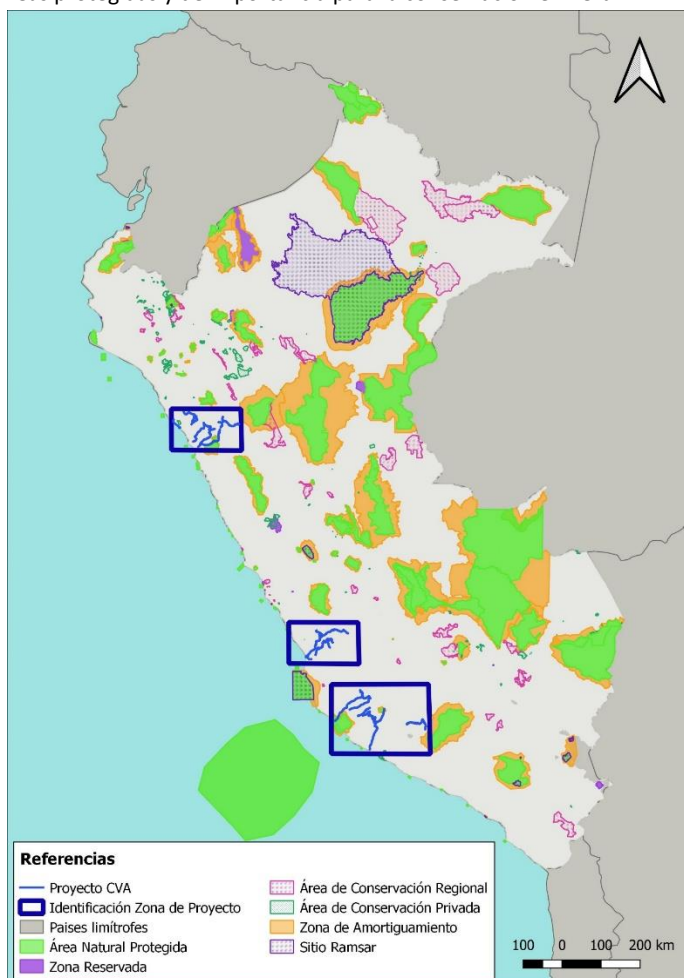 Referencias
Proyecto CVA
Identificación Zona de Proyecto
Paises limítrofes
Área Natural Protegida
Zona Reservada
Área de Conservación Regional
Área de Conservación Privada
Zona de Amortiguamiento
Sitio Ramsar
100 0 100 200 km